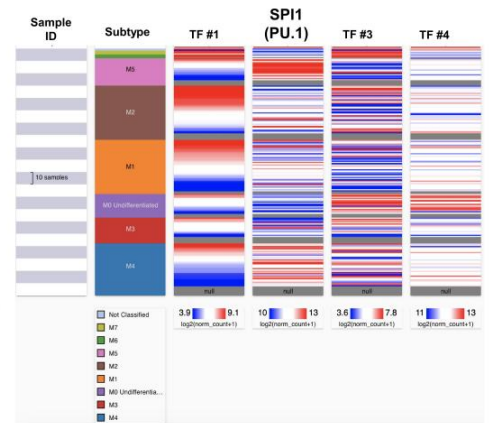 Sample
ID
Subtype
TF #1
SPI1
(PU.1)
TF #3
TF #4
M5
M2
M1
M0 Undifferentiated
M3
M4
10 samples
null
null
null
null
3.9 9.1
log2(norm_count+1)
10 13
log2(norm_count+1)
3.6 7.8
log2(norm_count+1)
11 13
log2(norm_count+1)
Not Classified
M7
M6
M5
M2
M1
M0 Undifferentia...
M3
M4